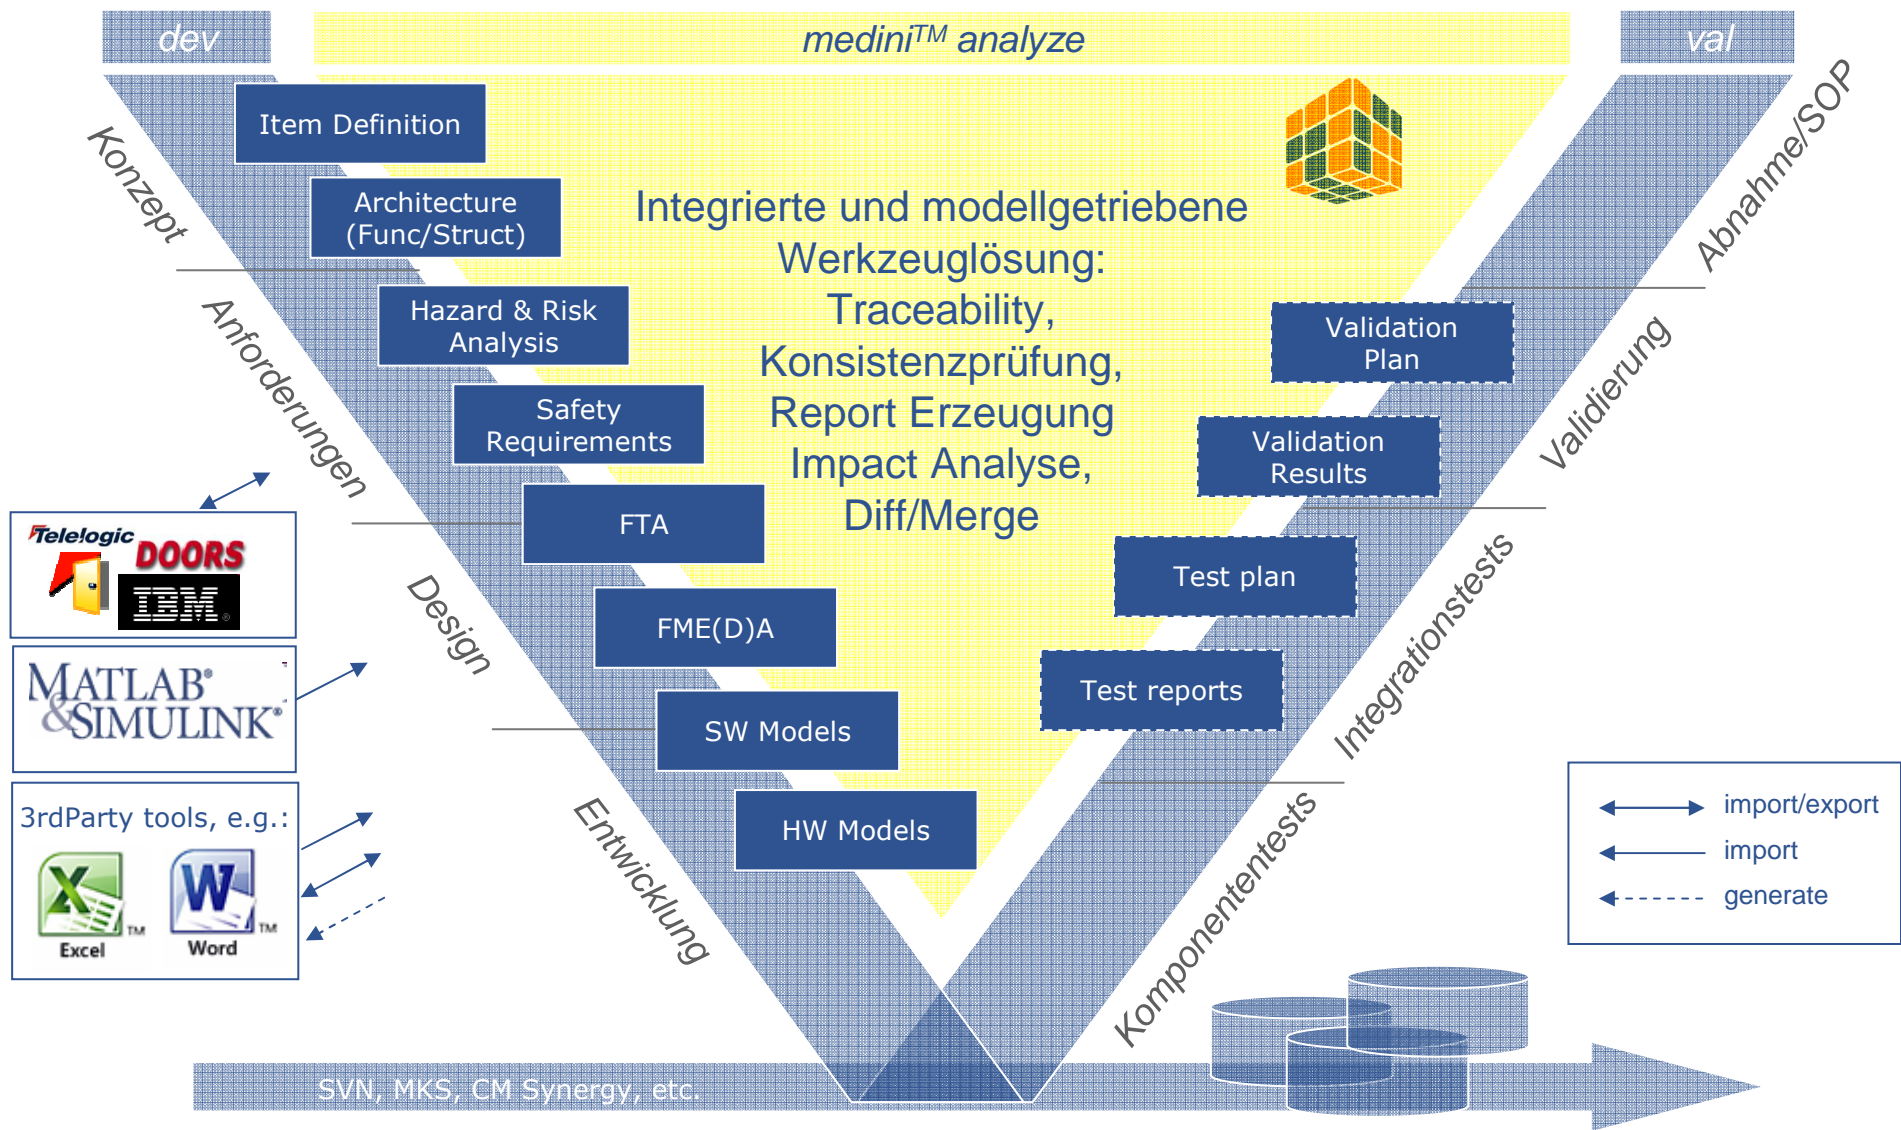 dev
medini™ analyze
val
Item Definition
Architecture
(Func/Struct)
Hazard & Risk
Analysis
Safety
Requirements
FTA
FME(D)A
SW Models
HW Models
Konzept
Anforderungen
Design
Entwicklung
Integrierte und modellgetriebene
Werkzeuglösung:
Traceability,
Konsistenzprüfung,
Report Erzeugung
Impact Analyse,
Diff/Merge
Validation
Plan
Validation
Results
Test plan
Test reports
Abnahme/SOP
Validierung
Integrationstests
Komponententests
Telelogic
DOORS
IBM®
MATLAB®
&SIMULINK®
3rdParty tools, e.g.:
X TM
Excel
W TM
Word
import/export
import
generate
SVN, MKS, CM Synergy, etc.